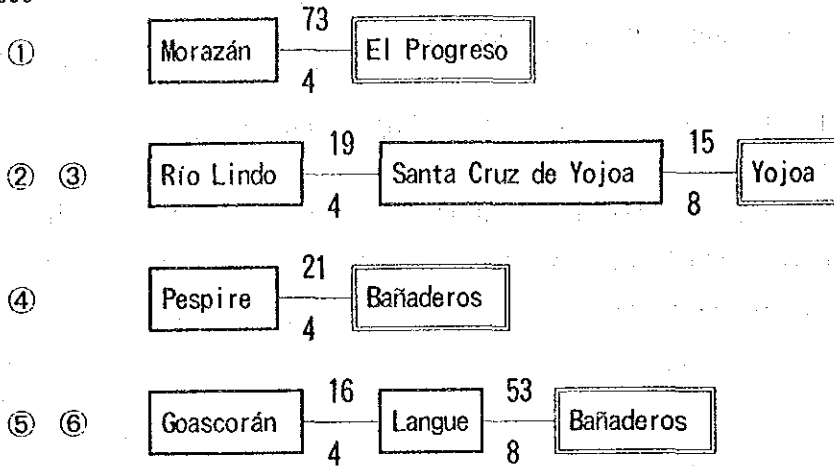 73
① Morazán El Progreso
4
19 15
② ③ Río Lindo Santa Cruz de Yojoa Yojoa
4 8
21
④ Pespire Bañaderos
4
16 53
⑤ ⑥ Goascorán Langue Bañaderos
4 8